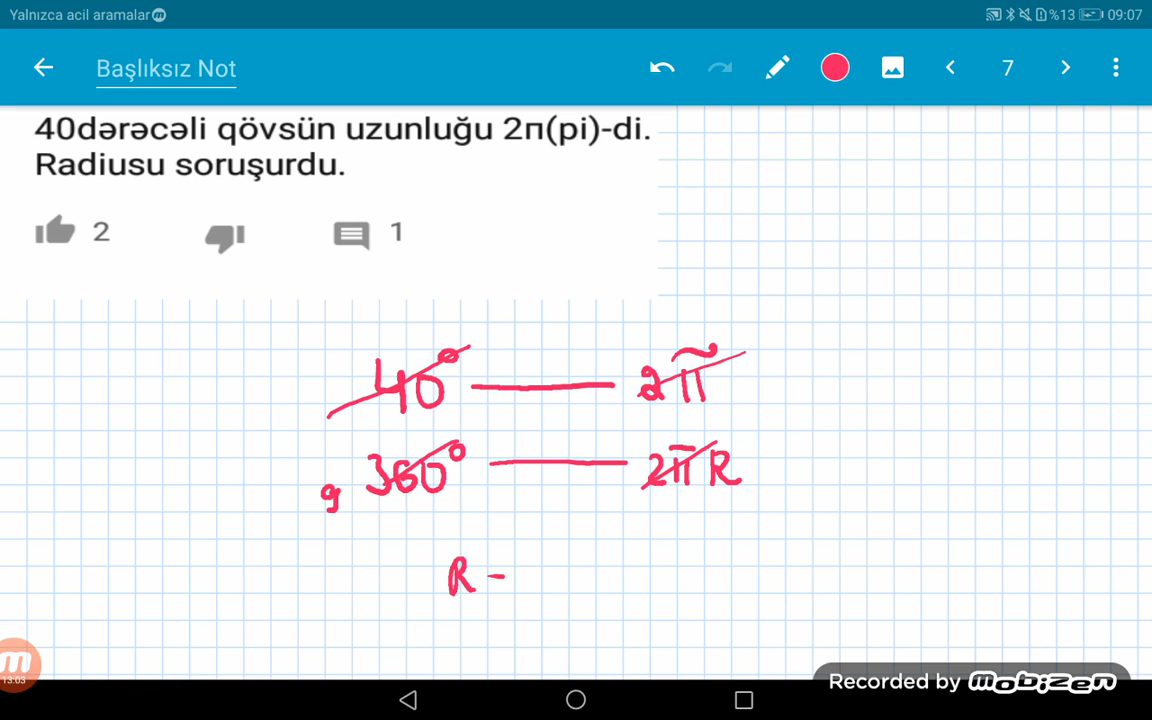 Yalnızca acil aramalar %13 09:07
Başlıksız Not 7
40dərəcəli qövsün uzunluğu 2п(pi)-di.
Radiusu soruşurdu.
2 1
40° — 2π
9 360° — 2πR
R -
13:03
Recorded by mobizen